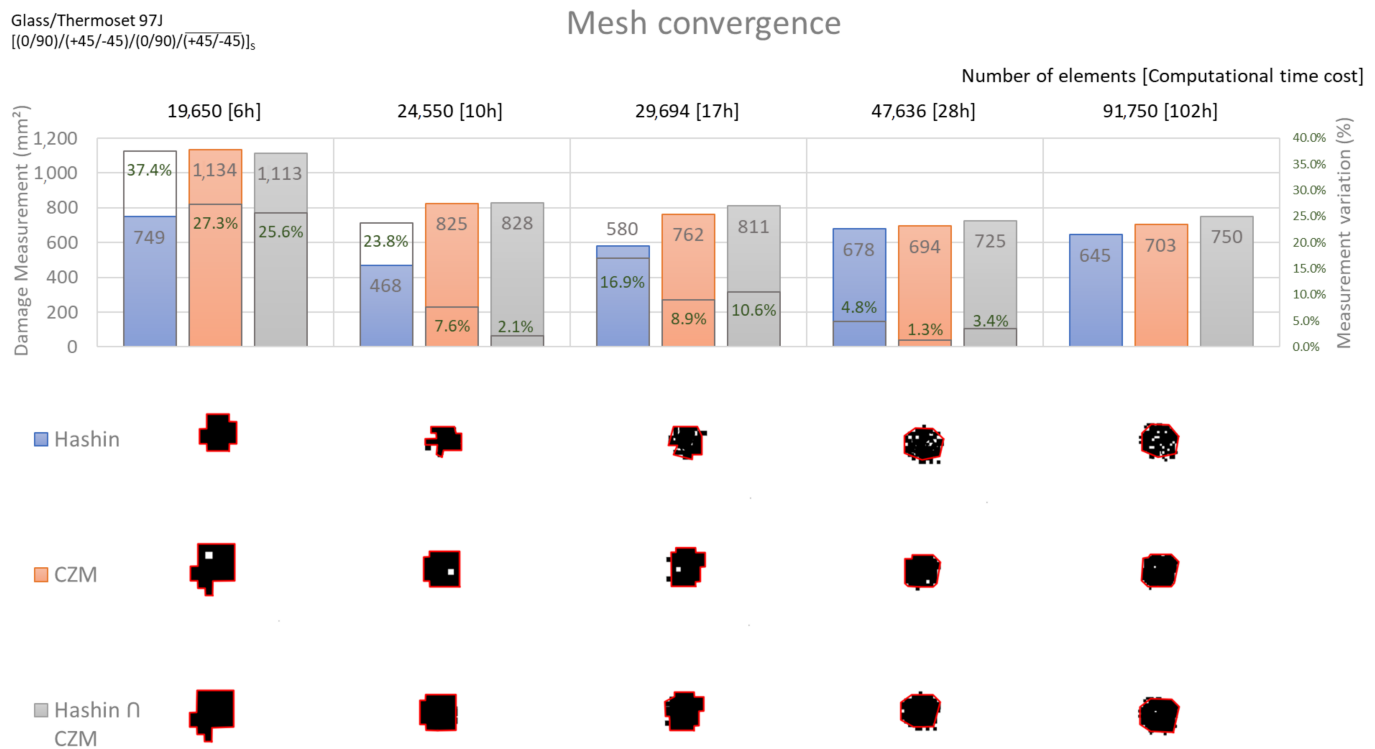 Glass/Thermoset 97J
[(0/90)/(+45/-45)/(0/90)/(+45/-45)]s
Mesh convergence
Number of elements [Computational time cost]
19,650 [6h]
24,550 [10h]
29,694 [17h]
47,636 [28h]
91,750 [102h]
Damage Measurement (mm²)
1,200
1,000
800
600
400
200
0
37.4%
749
1,134
27.3%
1,113
25.6%
23.8%
468
825
7.6%
828
2.1%
580
16.9%
762
8.9%
811
10.6%
678
4.8%
694
1.3%
725
3.4%
645
703
750
40.0%
35.0%
30.0%
25.0%
20.0%
15.0%
10.0%
5.0%
0.0%
Measurement variation (%)
Hashin
CZM
Hashin ∩
CZM